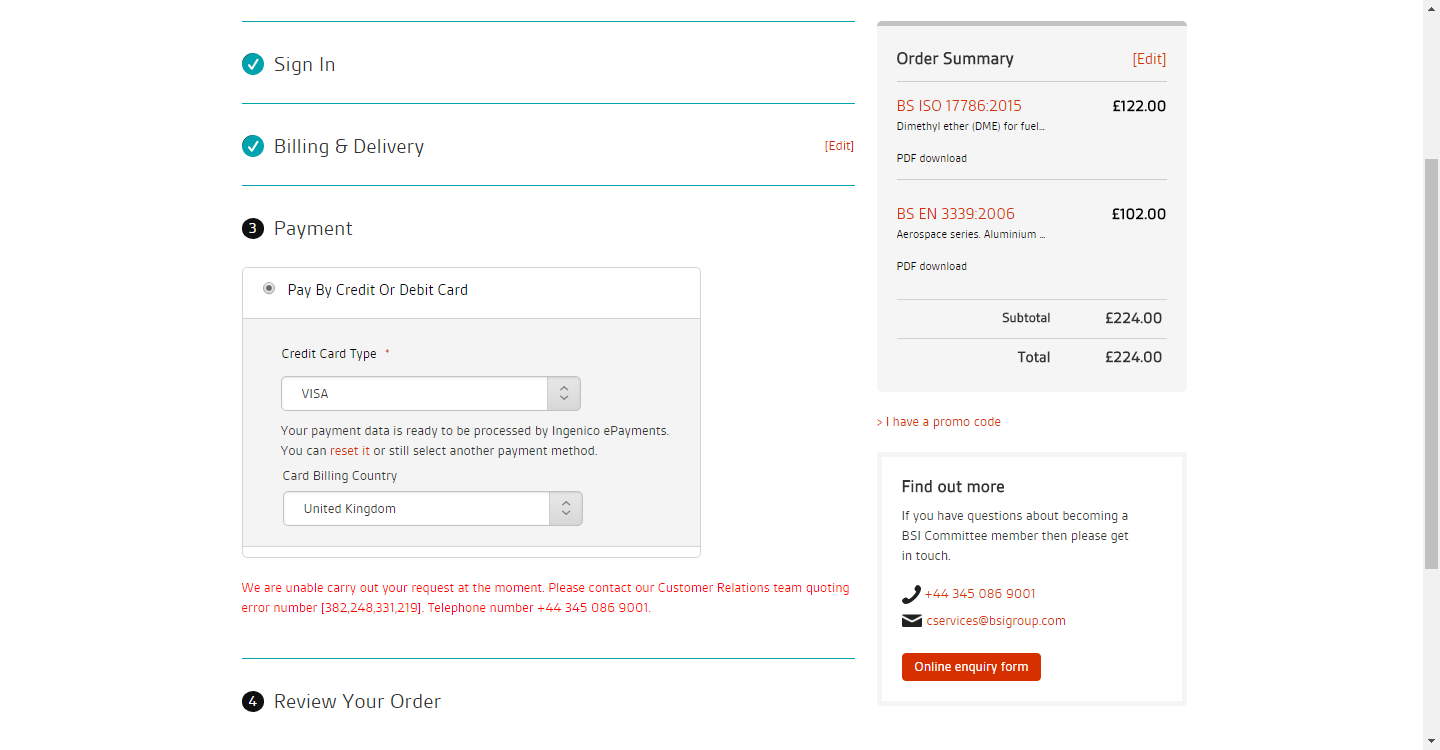 Sign In
Billing & Delivery
[Edit]
3 Payment
Pay By Credit Or Debit Card
Credit Card Type *
VISA
Your payment data is ready to be processed by Ingenico ePayments.
You can reset it or still select another payment method.
Card Billing Country
United Kingdom
We are unable carry out your request at the moment. Please contact our Customer Relations team quoting
error number [382,248,331,219]. Telephone number +44 345 086 9001.
4 Review Your Order
Order Summary
[Edit]
BS ISO 17786:2015 £122.00
Dimethyl ether (DME) for fuel...
PDF download
BS EN 3339:2006 £102.00
Aerospace series. Aluminium ...
PDF download
Subtotal £224.00
Total £224.00
> I have a promo code
Find out more
If you have questions about becoming a
BSI Committee member then please get
in touch.
+44 345 086 9001
cservices@bsigroup.com
Online enquiry form